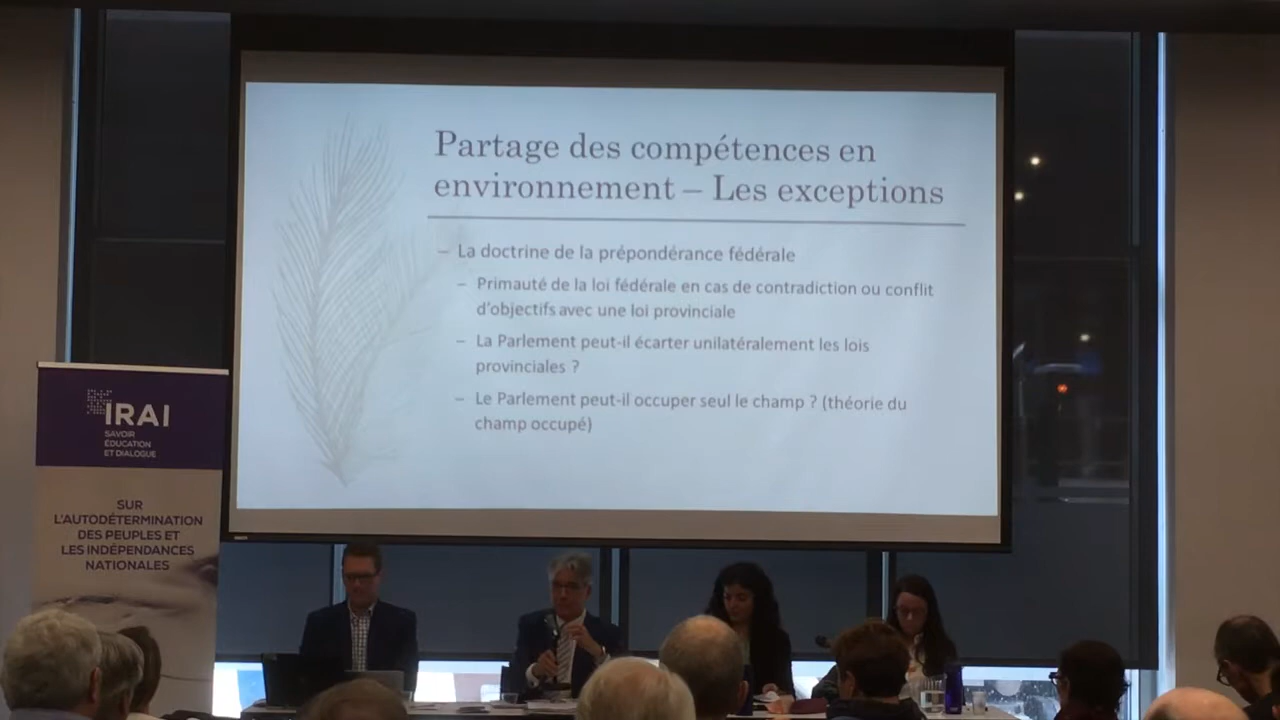 Partage des compétences en
environnement – Les exceptions
– La doctrine de la prépondérance fédérale
– Primauté de la loi fédérale en cas de contradiction ou conflit
d'objectifs avec une loi provinciale
– La Parlement peut-il écarter unilatéralement les lois
provinciales ?
– Le Parlement peut-il occuper seul le champ ? (théorie du
champ occupé)
IRAI
SAVOIR
ÉDUCATION
ET DIALOGUE
SUR
L'AUTODÉTERMINATION
DES PEUPLES ET
LES INDÉPENDANCES
NATIONALES